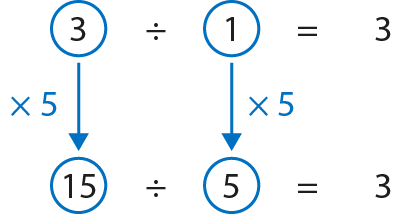 3 ÷ 1 = 3
× 5 × 5
15 ÷ 5 = 3